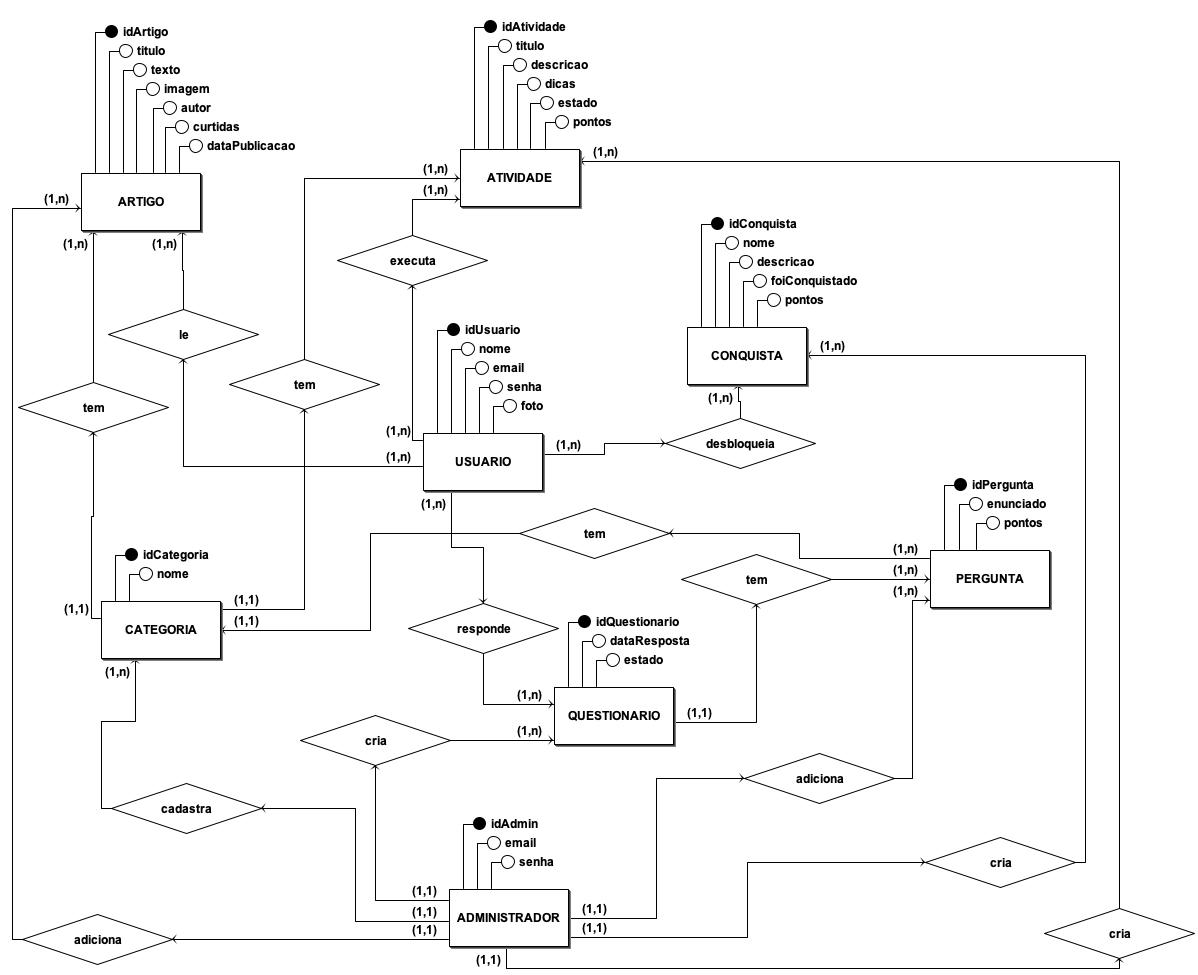 idArtigo
titulo
texto
imagem
autor
curtidas
dataPublicacao
ARTIGO
(1,n)
(1,n)
(1,n)
idAtividade
titulo
descricao
dicas
estado
pontos
ATIVIDADE
(1,n)
(1,n)
(1,n)
executa
le
tem
tem
idConquista
nome
descricao
foiConquistado
pontos
CONQUISTA
(1,n)
(1,n)
desbloqueia
idUsuario
nome
email
senha
foto
USUARIO
(1,n)
(1,n)
(1,n)
(1,n)
idPergunta
enunciado
pontos
PERGUNTA
(1,n)
(1,n)
(1,n)
tem
tem
idCategoria
nome
CATEGORIA
(1,1)
(1,1)
(1,1)
(1,n)
responde
idQuestionario
dataResposta
estado
QUESTIONARIO
(1,n)
(1,n)
(1,1)
cria
adiciona
cadastra
idAdmin
email
senha
ADMINISTRADOR
(1,1)
(1,1)
(1,1)
(1,1)
(1,1)
(1,1)
cria
adiciona
cria